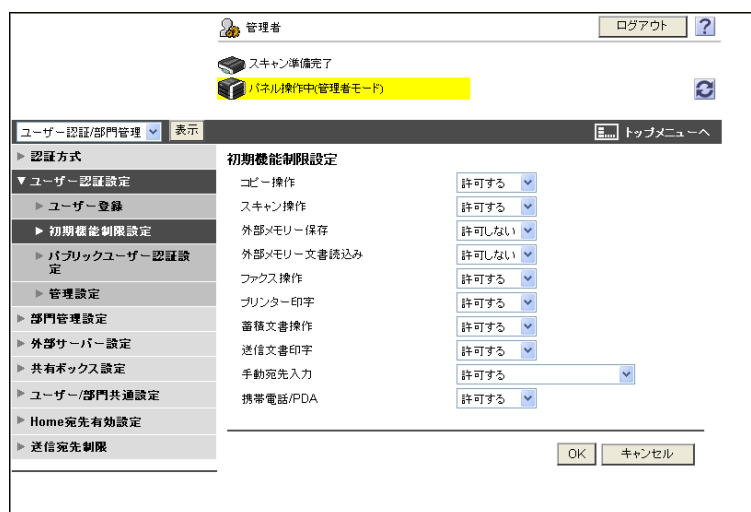 管理者
ログアウト
?
スキャン準備完了
パネル操作中(管理者モード)
ユーザー認証/部門管理
表示
トップメニューへ
認証方式
ユーザー認証設定
ユーザー登録
初期機能制限設定
パブリックユーザー認証設
定
管理設定
部門管理設定
外部サーバー設定
共有ボックス設定
ユーザー/部門共通設定
Home宛先有効設定
送信宛先制限
初期機能制限設定
コピー操作 許可する
スキャン操作 許可する
外部メモリー保存 許可しない
外部メモリー文書読込み 許可しない
ファクス操作 許可する
プリンター印字 許可する
蓄積文書操作 許可する
送信文書印字 許可する
手動宛先入力 許可する
携帯電話/PDA 許可する
OK キャンセル